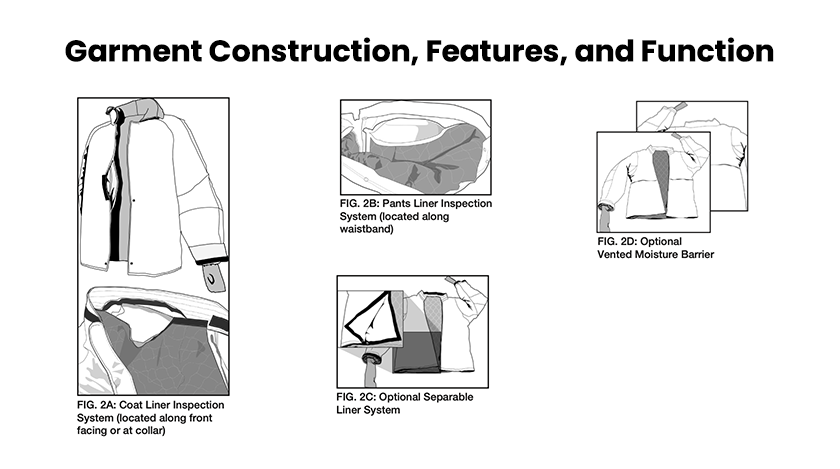 Garment Construction, Features, and Function
FIG. 2A: Coat Liner Inspection
System (located along front
facing or at collar)
FIG. 2B: Pants Liner Inspection
System (located along
waistband)
FIG. 2C: Optional Separable
Liner System
FIG. 2D: Optional
Vented Moisture Barrier